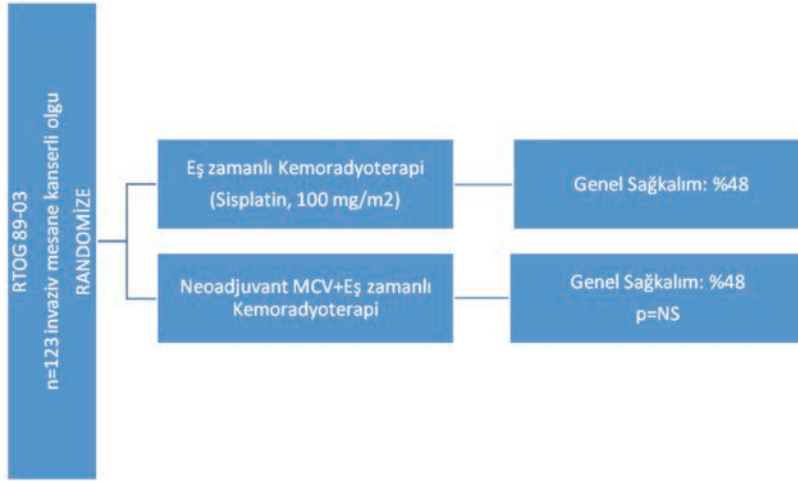 RTOG 89-03
n=123 invaziv mesane kanserli olgu
RANDOMİZE
Eş zamanlı Kemoradyoterapi
(Sisplatin, 100 mg/m2)
Genel Sağkalım: %48
Neoadjuvant MCV+Eş zamanlı
Kemoradyoterapi
Genel Sağkalım: %48
p=NS